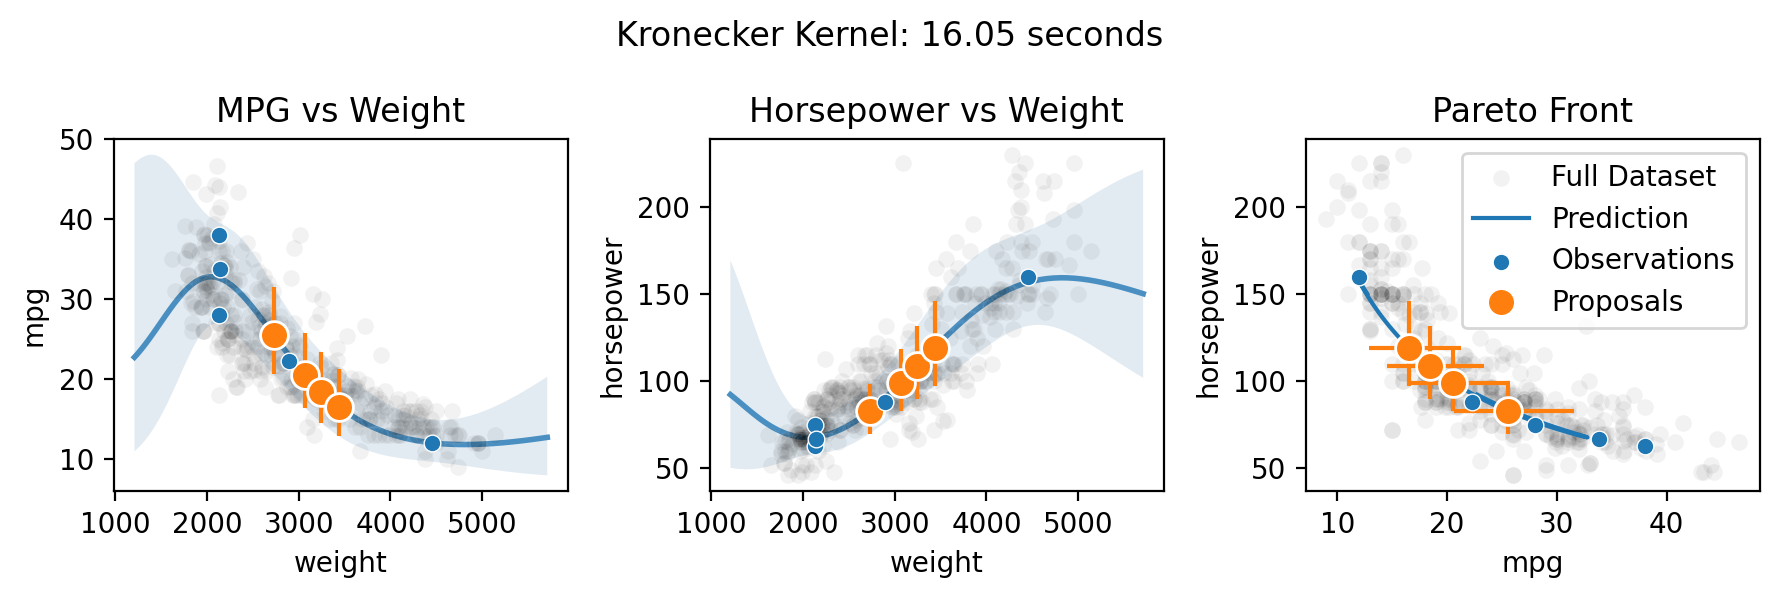 Kronecker Kernel: 16.05 seconds
MPG vs Weight
50
40
30
20
10
mpg
1000 2000 3000 4000 5000
weight
Horsepower vs Weight
200
150
100
50
horsepower
1000 2000 3000 4000 5000
weight
Pareto Front
200
150
100
50
horsepower
10 20 30 40
mpg
Full Dataset
Prediction
Observations
Proposals